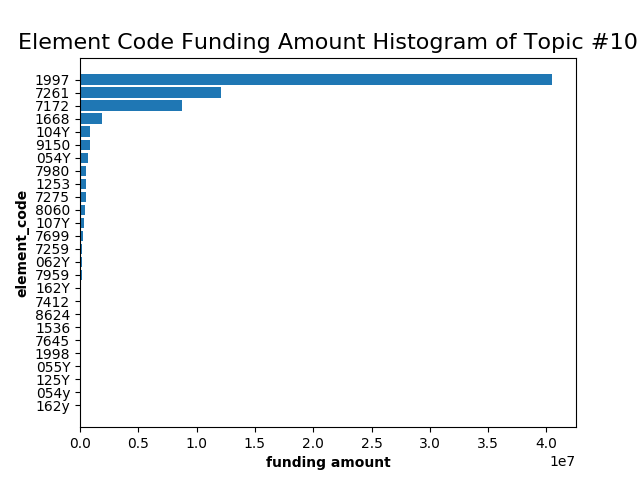 Element Code Funding Amount Histogram of Topic #10
1997
7261
7172
1668
104Y
9150
054Y
7980
1253
7275
8060
107Y
7699
7259
062Y
7959
162Y
7412
8624
1536
7645
1998
055Y
125Y
054y
162y
element_code
0.0 0.5 1.0 1.5 2.0 2.5 3.0 3.5 4.0
1e7
funding amount